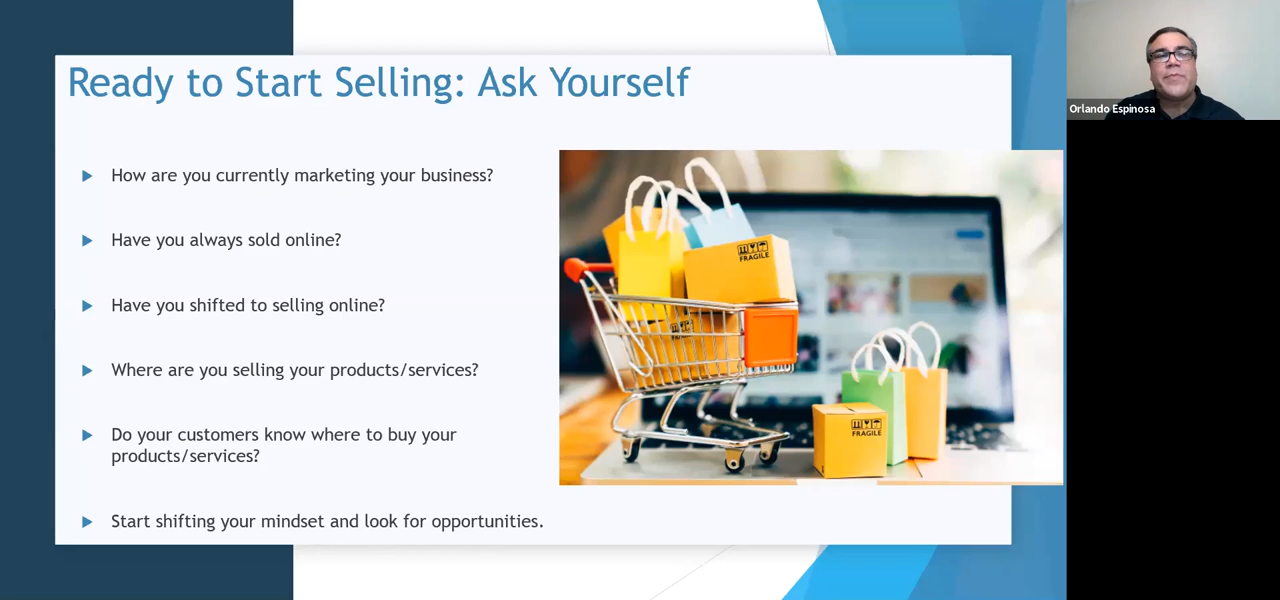 Ready to Start Selling: Ask Yourself
Orlando Espinosa
How are you currently marketing your business?
Have you always sold online?
Have you shifted to selling online?
Where are you selling your products/services?
Do your customers know where to buy your
products/services?
Start shifting your mindset and look for opportunities.
FRAGILE
FRAGILE